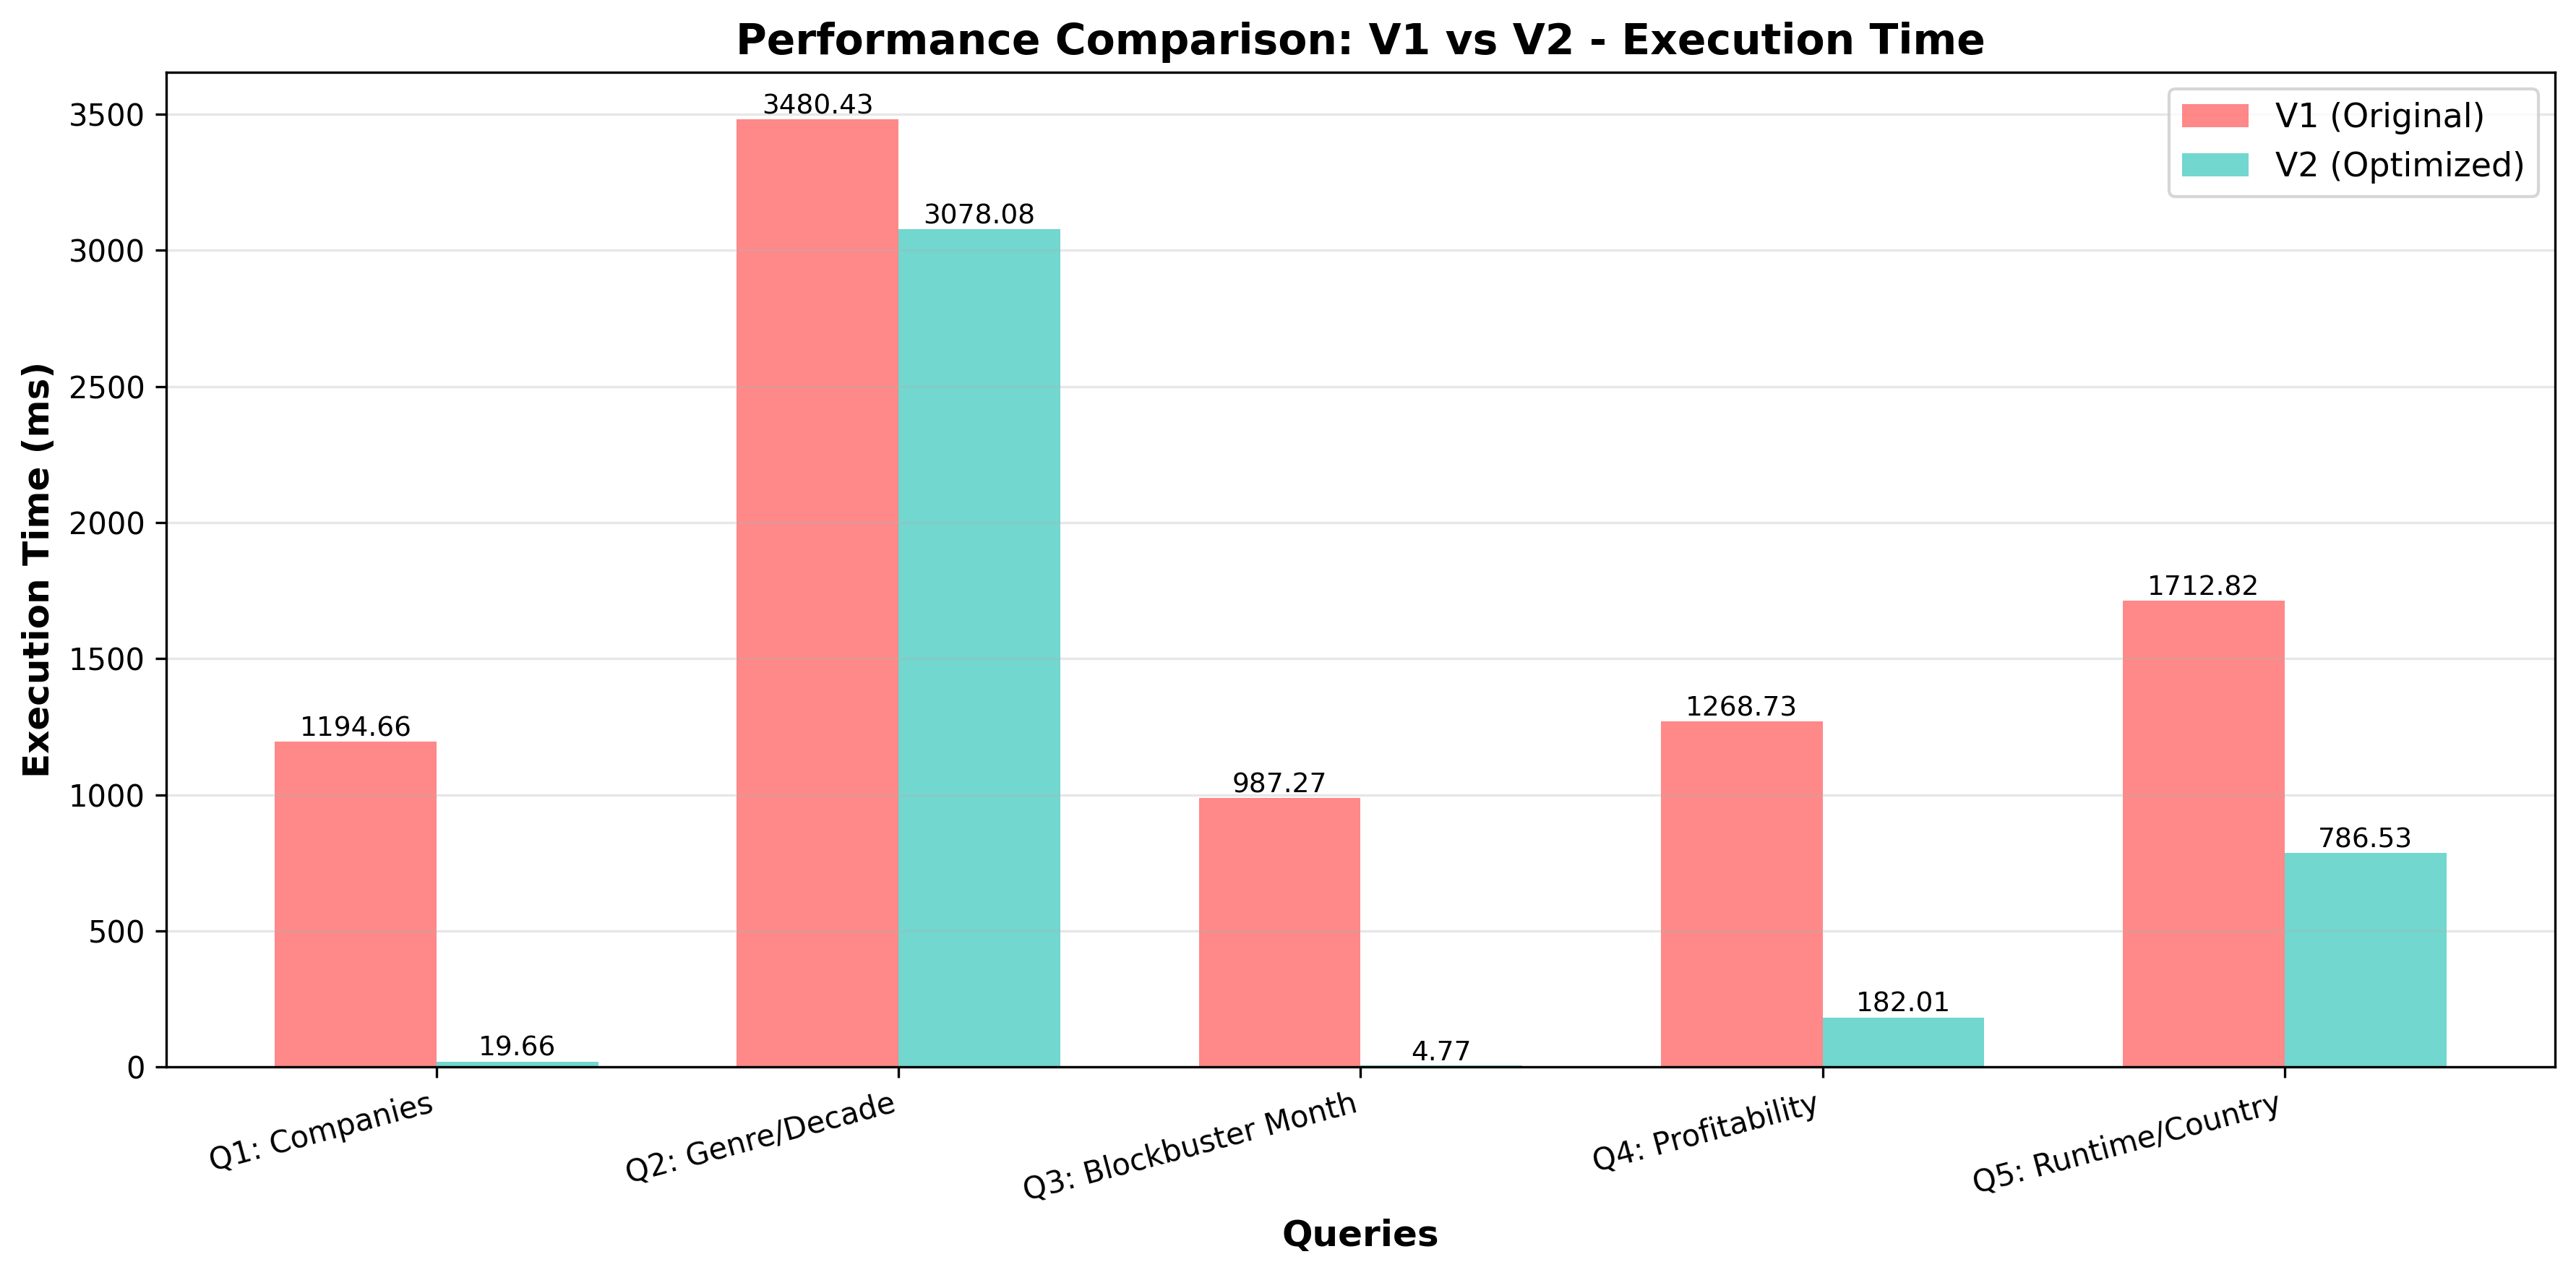 Performance Comparison: V1 vs V2 - Execution Time
V1 (Original)
V2 (Optimized)
Execution Time (ms)
3500
3000
2500
2000
1500
1000
500
0
1194.66
19.66
3480.43
3078.08
987.27
4.77
1268.73
182.01
1712.82
786.53
Q1: Companies
Q2: Genre/Decade
Q3: Blockbuster Month
Q4: Profitability
Q5: Runtime/Country
Queries